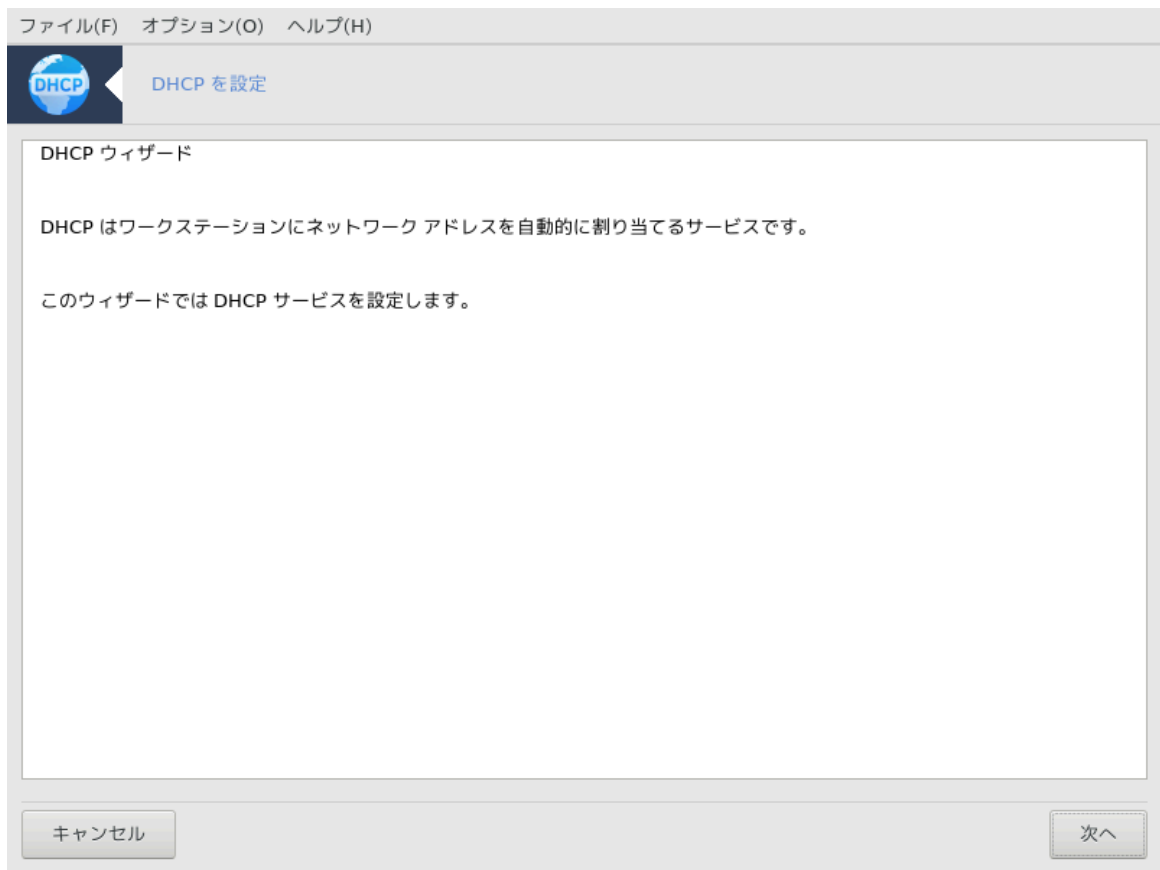 ファイル(F) オプション(O) ヘルプ(H)
DHCP
DHCP を設定
DHCP ウィザード
DHCP はワークステーションにネットワーク アドレスを自動的に割り当てるサービスです。
このウィザードでは DHCP サービスを設定します。
キャンセル 次へ